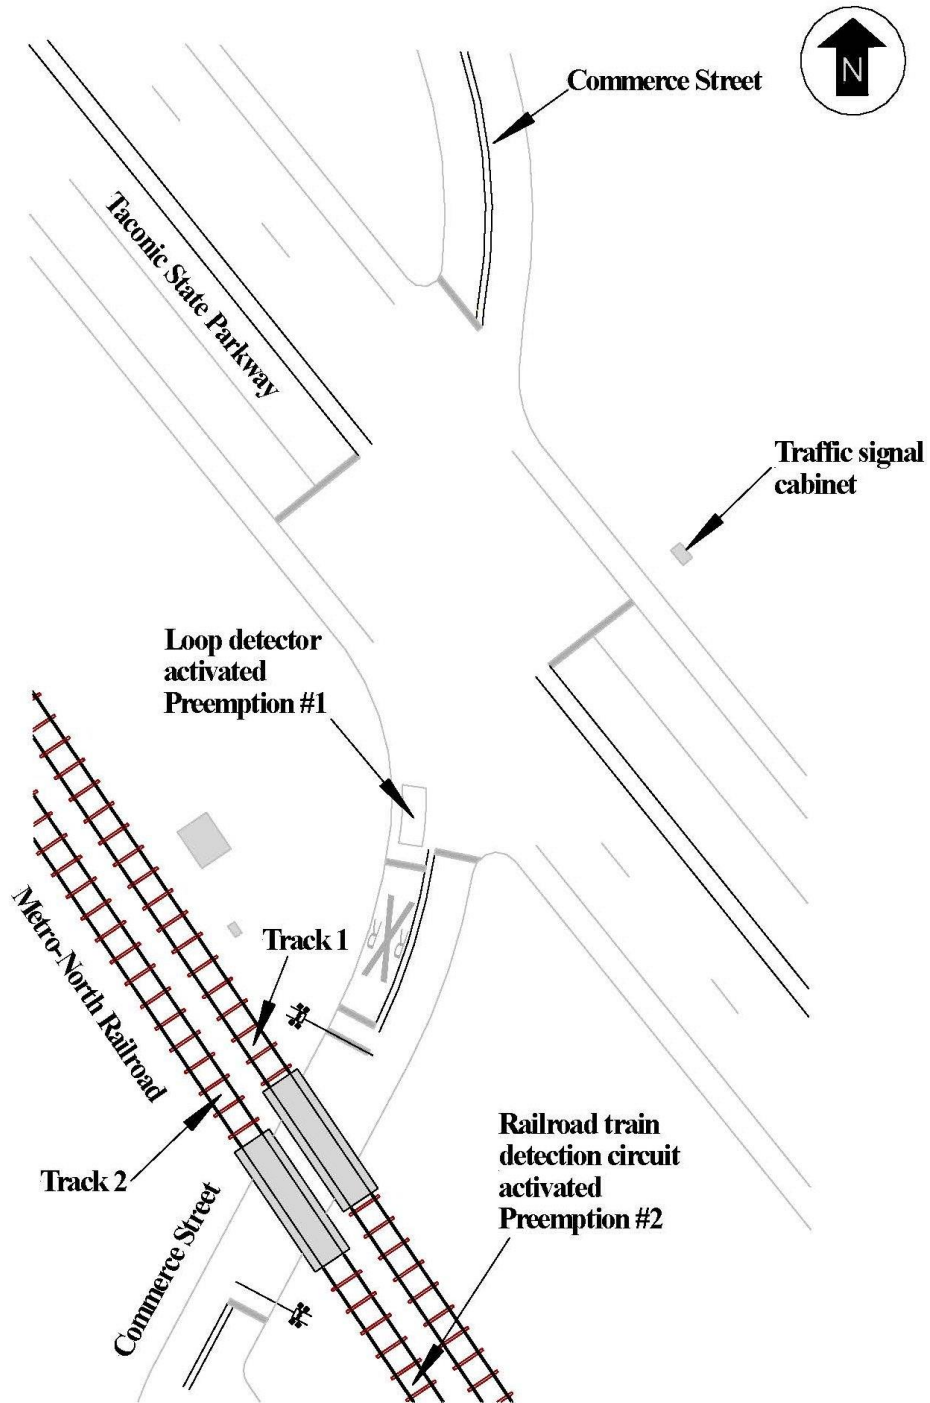 N
Commerce Street
Taconic State Parkway
Traffic signal
cabinet
Loop detector
activated
Preemption #1
Metro-North Railroad
Track 1
Railroad train
detection circuit
activated
Preemption #2
Track 2
Commerce Street